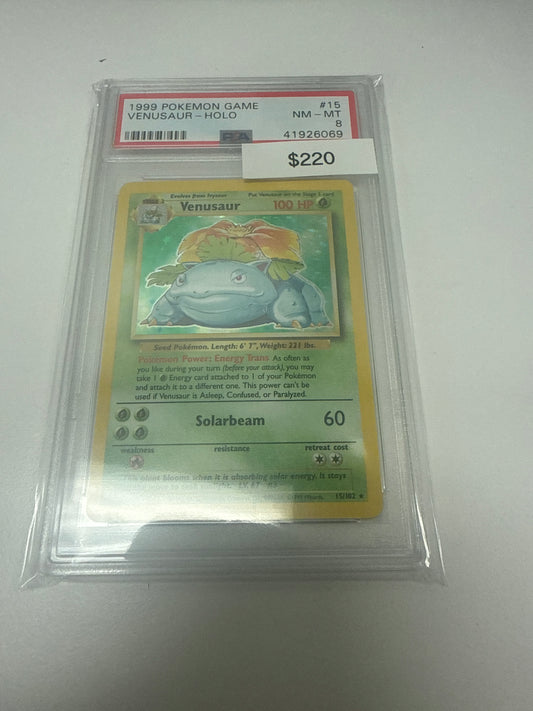 1999 POKEMON GAME #15
VENUSAUR – HOLO NM – MT
8
PSA 41926069
$220
Evolves from Ivysaur Put Venusaur on the Stage 1 card
Venusaur 100 HP
Seed Pokémon. Length: 6' 7", Weight: 221 lbs.
Pokémon Power: Energy Trans As often as
you like during your turn (before your attack), you may
take 1 Energy card attached to 1 of your Pokémon
and attach it to a different one. This power can't be
used if Venusaur is Asleep, Confused, or Paralyzed.
Solarbeam 60
weakness resistance retreat cost
This plant blooms when it is absorbing solar energy. It stays
15/102 ★